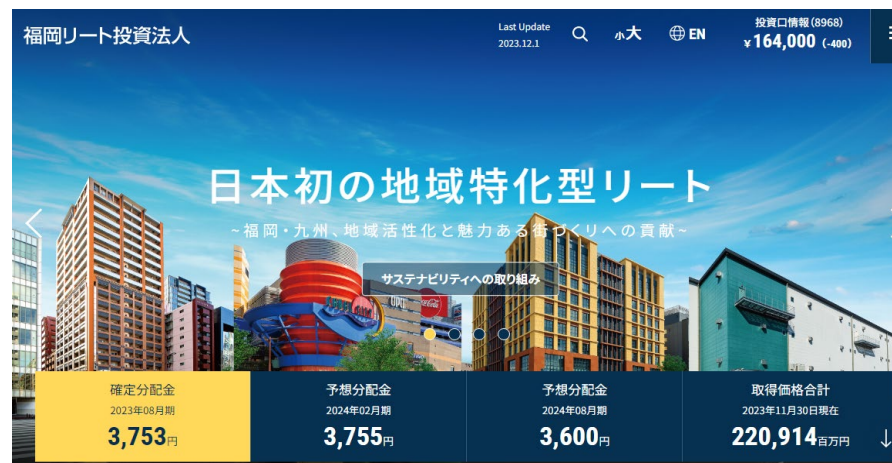 福岡リート投資法人
Last Update
2023.12.1
小大
EN
投資口情報(8968)
¥164,000 (-400)
日本初の地域特化型リート
~福岡・九州、地域活性化と魅力ある街づくりへの貢献~
サステナビリティへの取り組み
確定分配金
2023年08月期
3,753円
予想分配金
2024年02月期
3,755円
予想分配金
2024年08月期
3,600円
取得価格合計
2023年11月30日現在
220,914百万円